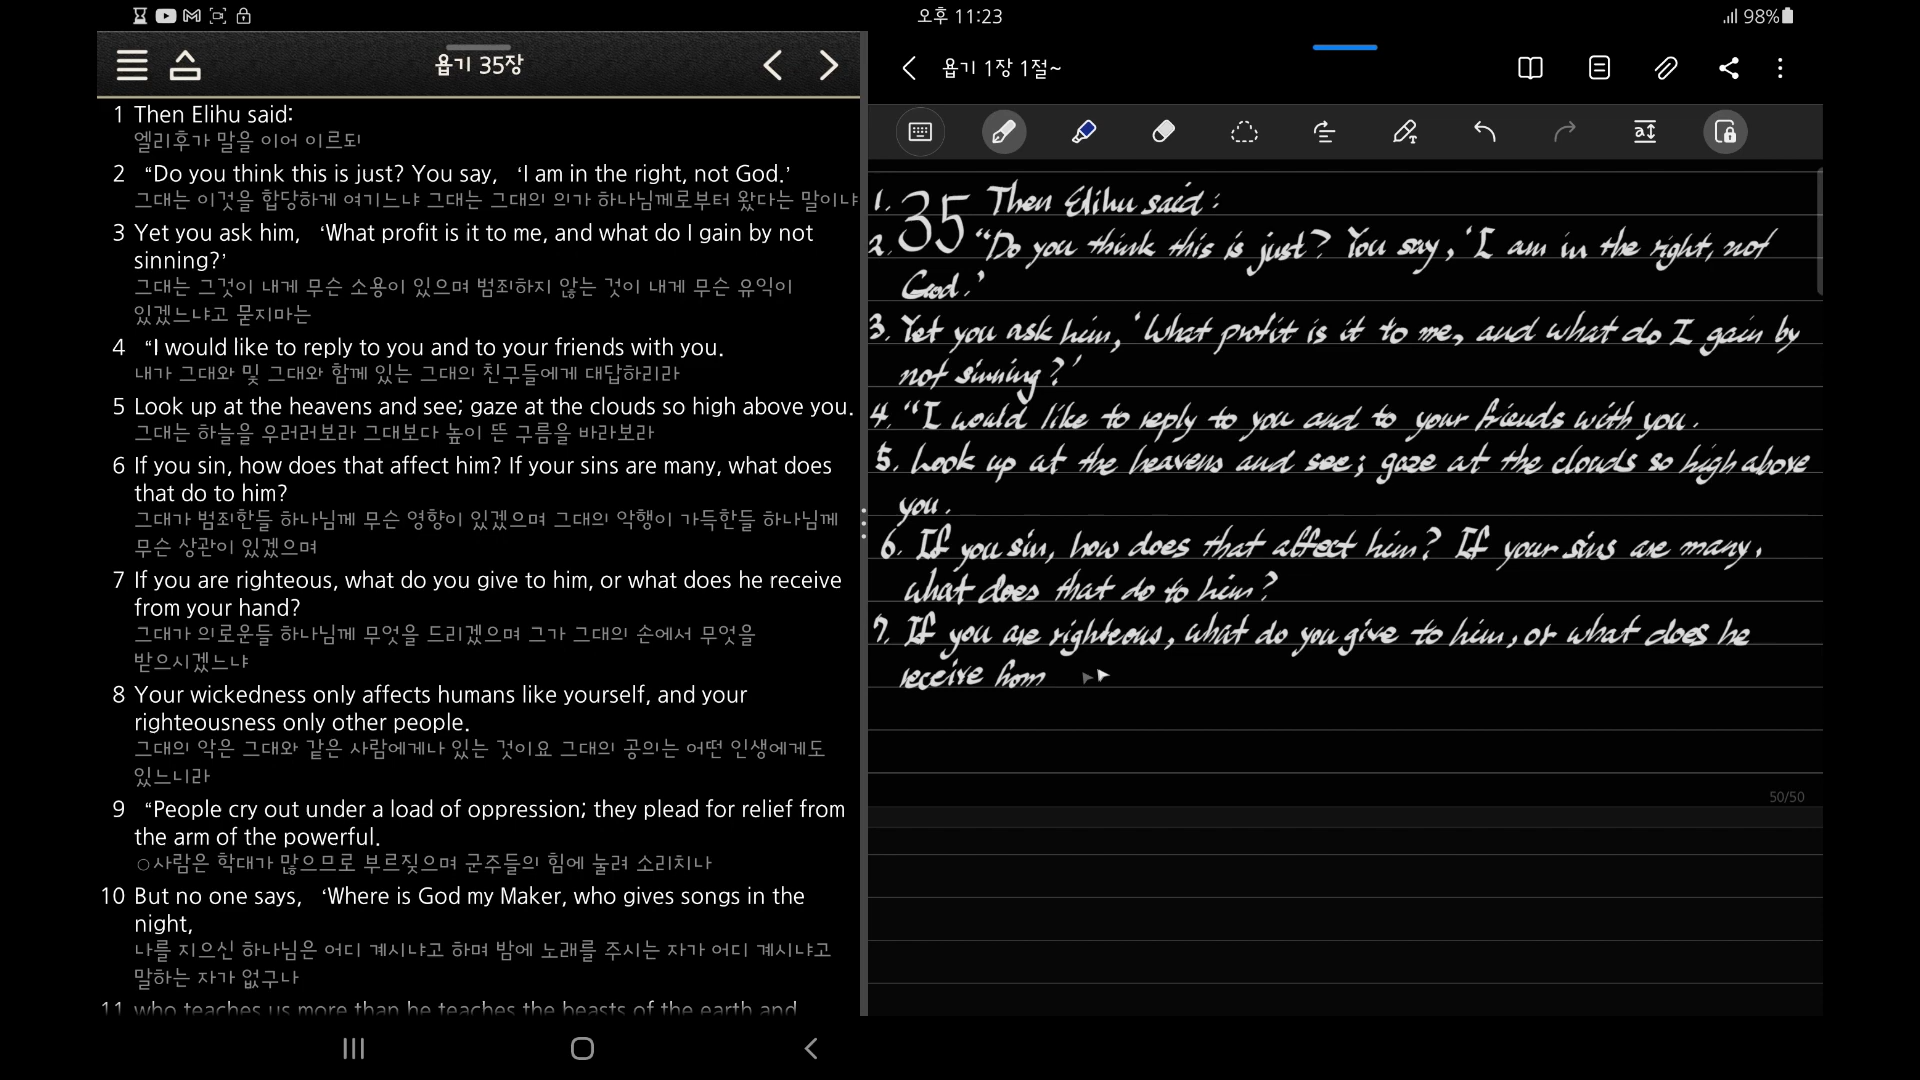 오후 11:23
98%
욥기 35장
1 Then Elihu said:
엘리후가 말을 이어 이르되
2 “Do you think this is just? You say, ‘I am in the right, not God.’
그대는 이것을 합당하게 여기느냐 그대는 그대의 의가 하나님께로부터 왔다는 말이냐
3 Yet you ask him, ‘What profit is it to me, and what do I gain by not
sinning?’
그대는 그것이 내게 무슨 소용이 있으며 범죄하지 않는 것이 내게 무슨 유익이
있겠느냐고 묻지마는
4 “I would like to reply to you and to your friends with you.
내가 그대와 및 그대와 함께 있는 그대의 친구들에게 대답하리라
5 Look up at the heavens and see; gaze at the clouds so high above you.
그대는 하늘을 우러러보라 그대보다 높이 뜬 구름을 바라보라
6 If you sin, how does that affect him? If your sins are many, what does
that do to him?
그대가 범죄한들 하나님께 무슨 영향이 있겠으며 그대의 악행이 가득한들 하나님께
무슨 상관이 있겠으며
7 If you are righteous, what do you give to him, or what does he receive
from your hand?
그대가 의로운들 하나님께 무엇을 드리겠으며 그가 그대의 손에서 무엇을
받으시겠느냐
8 Your wickedness only affects humans like yourself, and your
righteousness only other people.
그대의 악은 그대와 같은 사람에게나 있는 것이요 그대의 공의는 어떤 인생에게도
있느니라
9 “People cry out under a load of oppression; they plead for relief from
the arm of the powerful.
○사람은 학대가 많으므로 부르짖으며 군주들의 힘에 눌려 소리치나
10 But no one says, ‘Where is God my Maker, who gives songs in the
night,
나를 지으신 하나님은 어디 계시냐고 하며 밤에 노래를 주시는 자가 어디 계시냐고
말하는 자가 없구나
11 who teaches us more than he teaches the beasts of the earth and
욥기 1장 1절~
35
1. Then Elihu said:
2. “Do you think this is just? You say, ‘I am in the right, not
God.’
3. Yet you ask him, ‘What profit is it to me, and what do I gain by
not sinning?’
4. “I would like to reply to you and to your friends with you.
5. Look up at the heavens and see; gaze at the clouds so high above
you.
6. If you sin, how does that affect him? If your sins are many,
what does that do to him?
7. If you are righteous, what do you give to him, or what does he
receive from
50/50